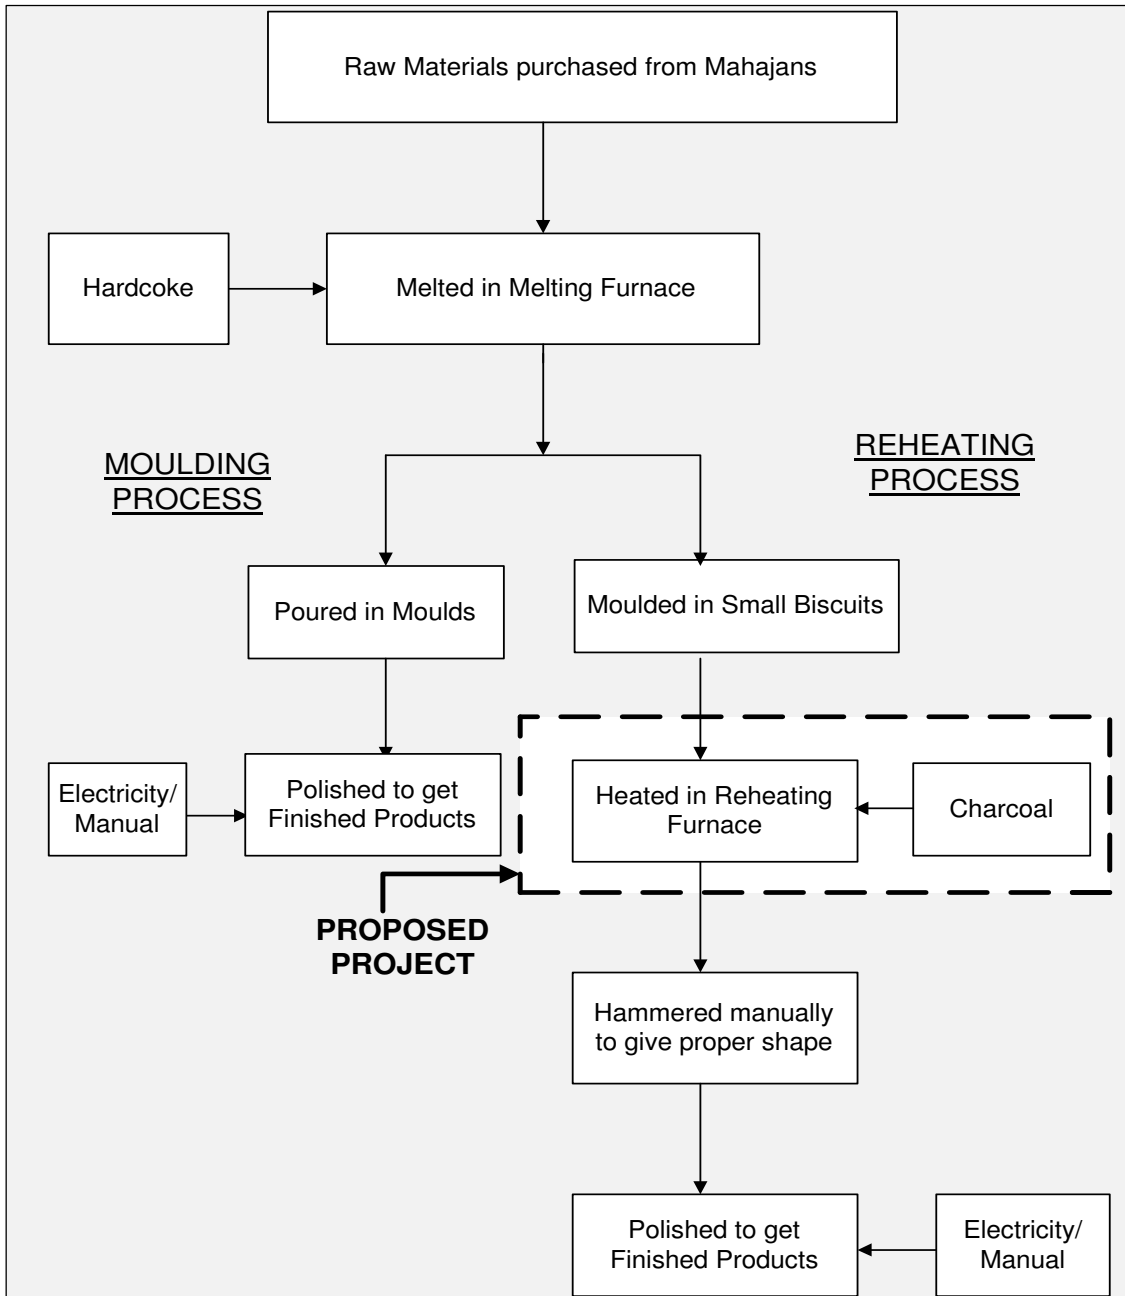 Raw Materials purchased from Mahajans
Hardcoke
Melted in Melting Furnace
MOULDING
PROCESS
REHEATING
PROCESS
Poured in Moulds
Moulded in Small Biscuits
Electricity/
Manual
Polished to get
Finished Products
Heated in Reheating
Furnace
Charcoal
PROPOSED
PROJECT
Hammered manually
to give proper shape
Polished to get
Finished Products
Electricity/
Manual